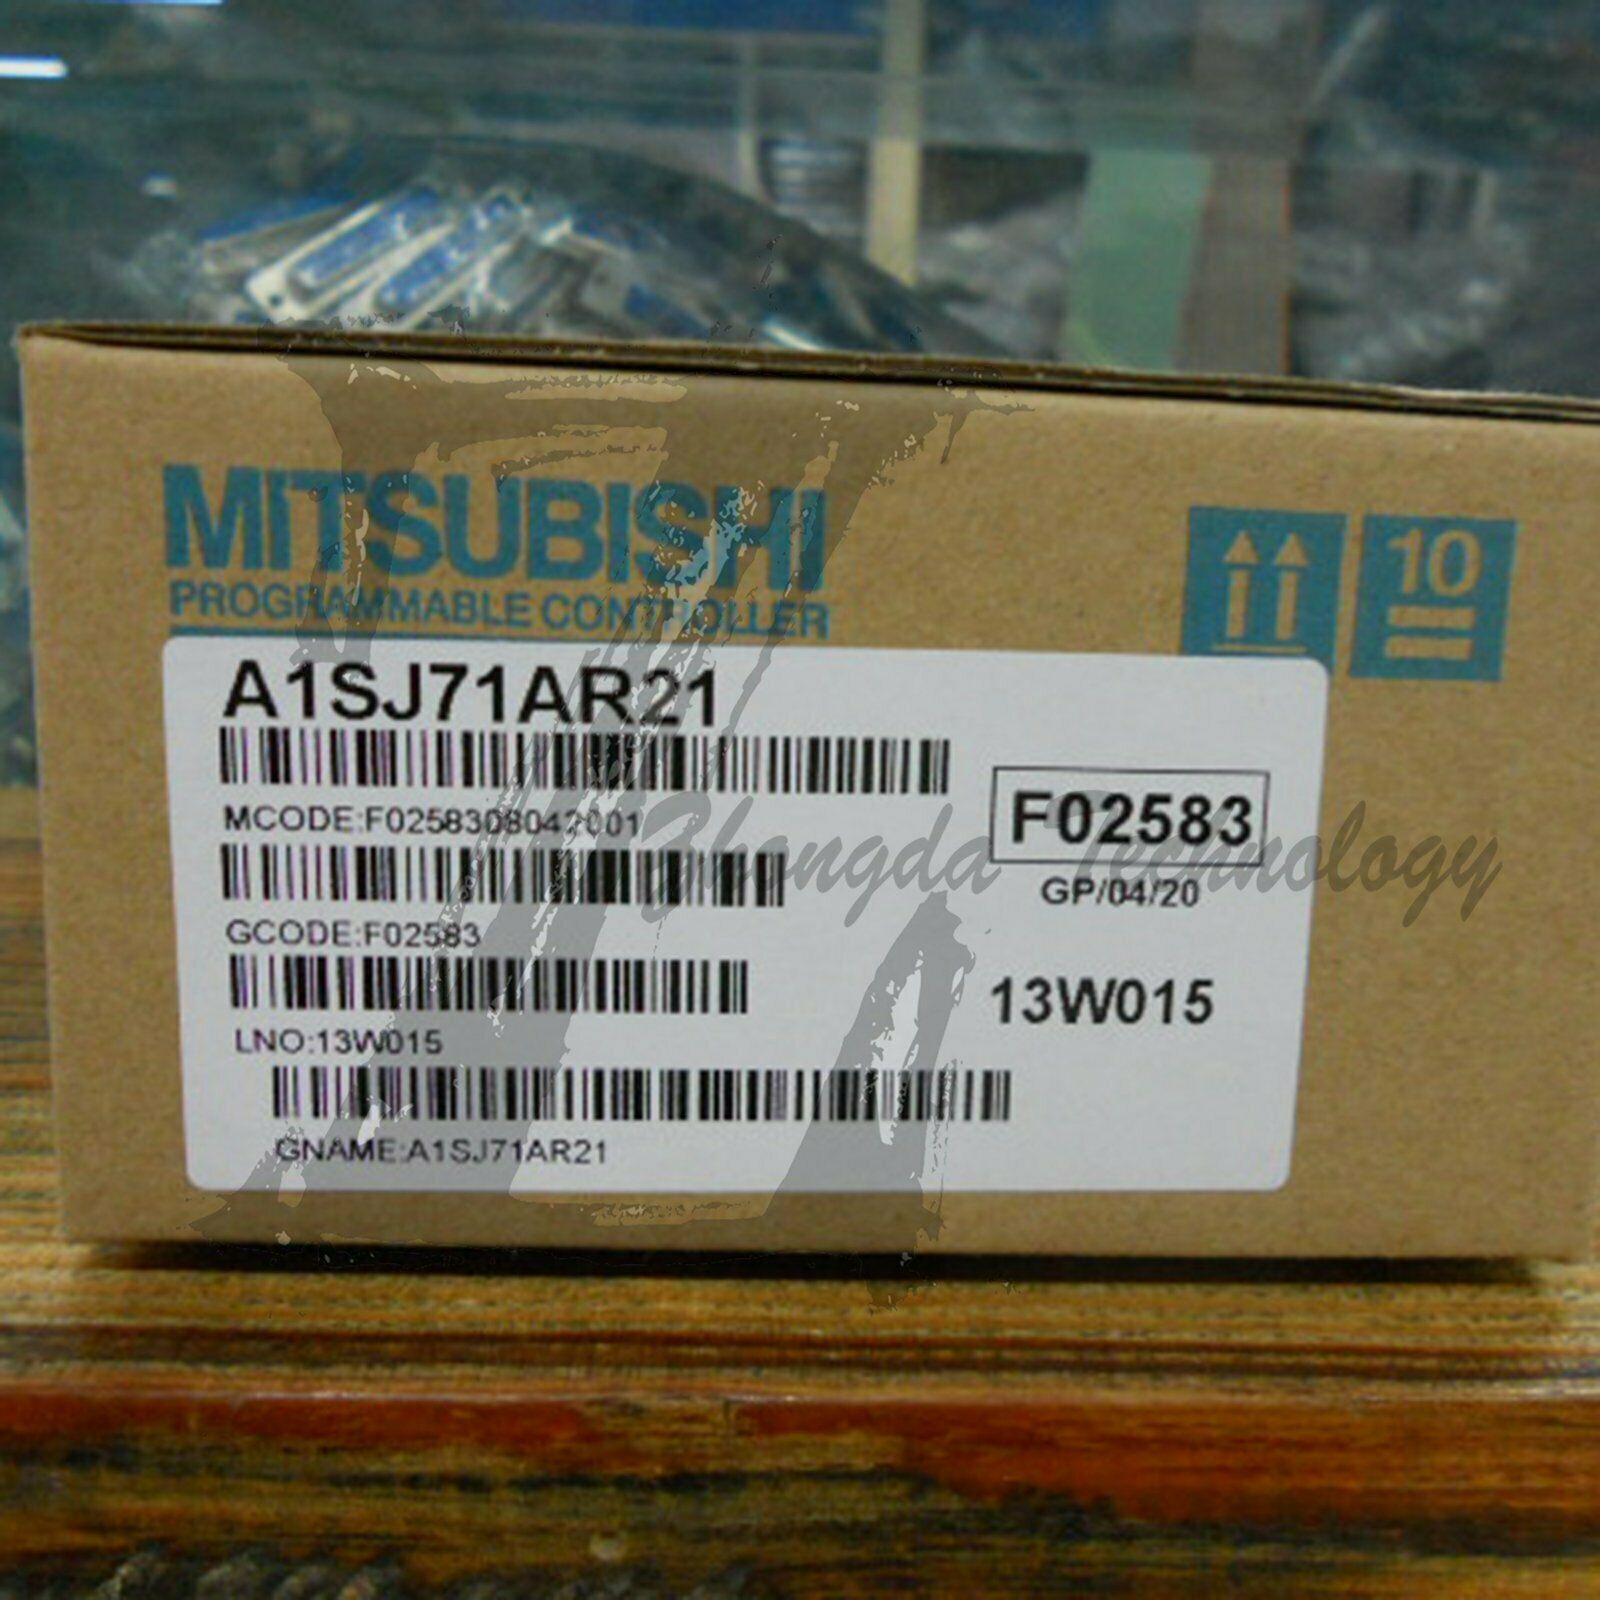 MITSUBISHI
PROGRAMMABLE CONTROLLER
10
A1SJ71AR21
MCODE:F0258308042001
F02583
GP/04/20
Zhongda Technology
GCODE:F02583
13W015
LNO:13W015
GNAME:A1SJ71AR21